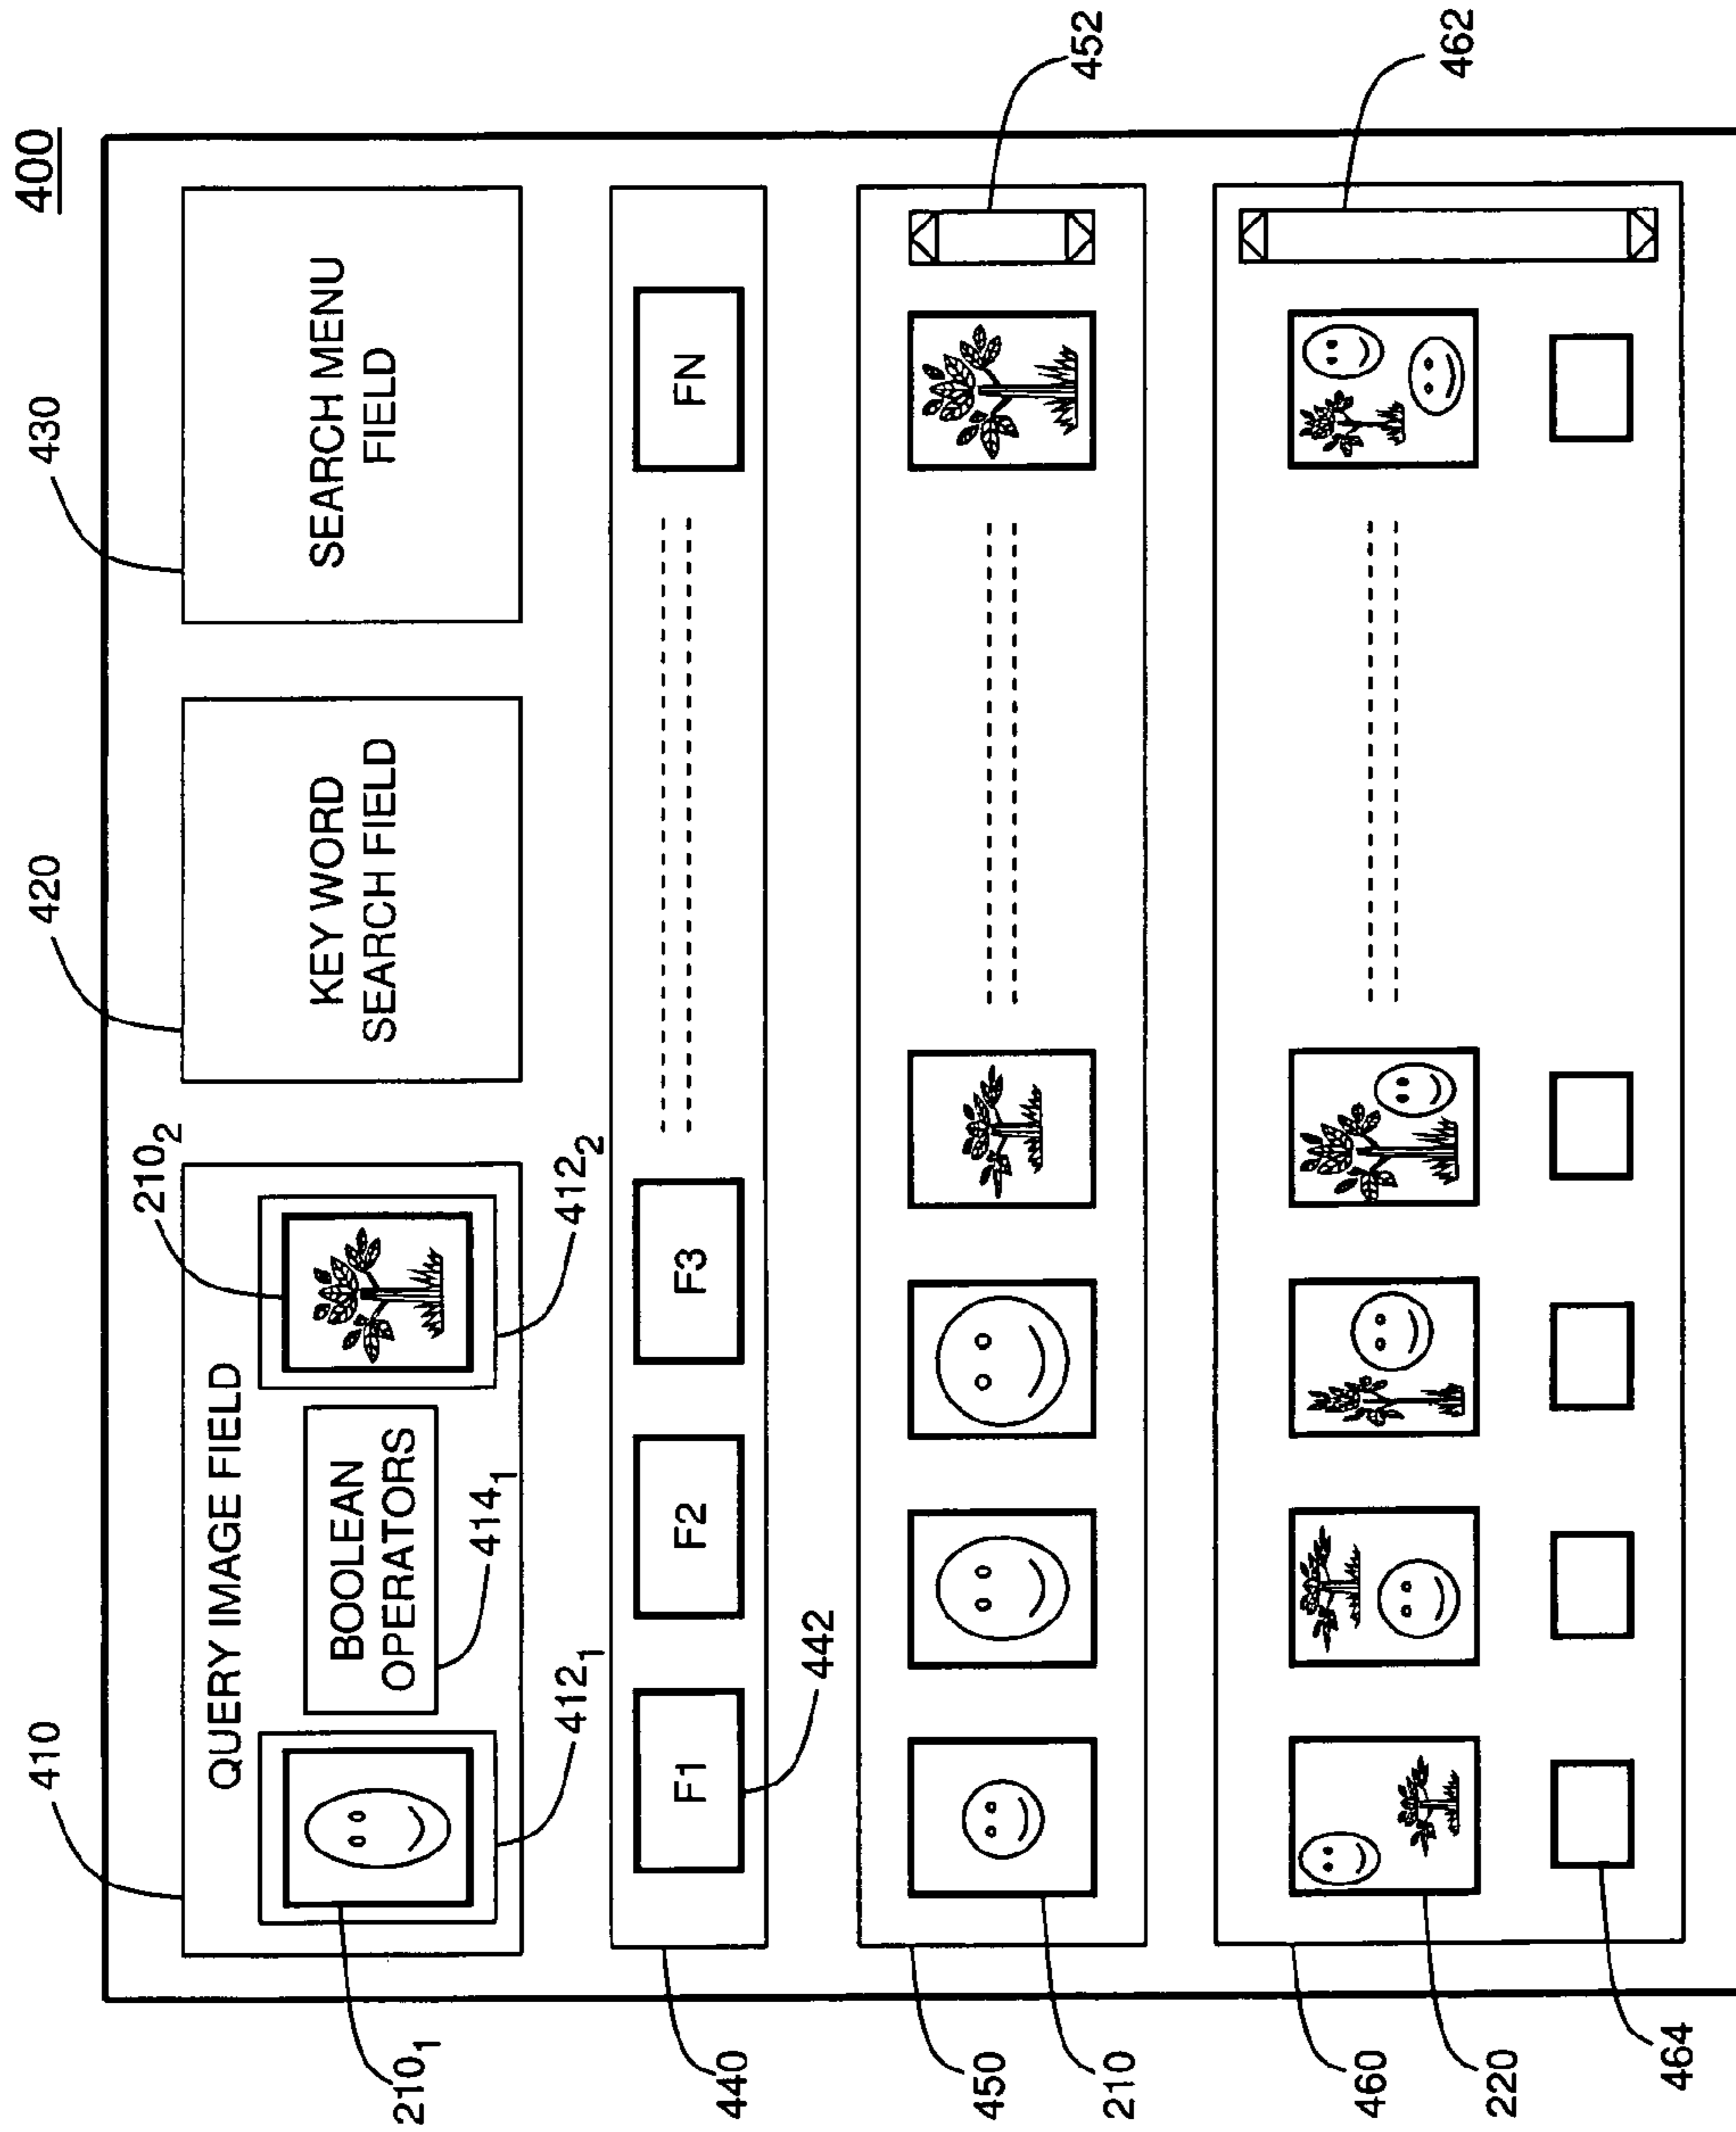 400
410
420
430
QUERY IMAGE FIELD
210₂
KEY WORD
SEARCH FIELD
SEARCH MENU
FIELD
BOOLEAN
OPERATORS
210₁
412₁
414₁
412₂
440
F1
F2
F3
FN
442
450
452
210
460
462
220
464